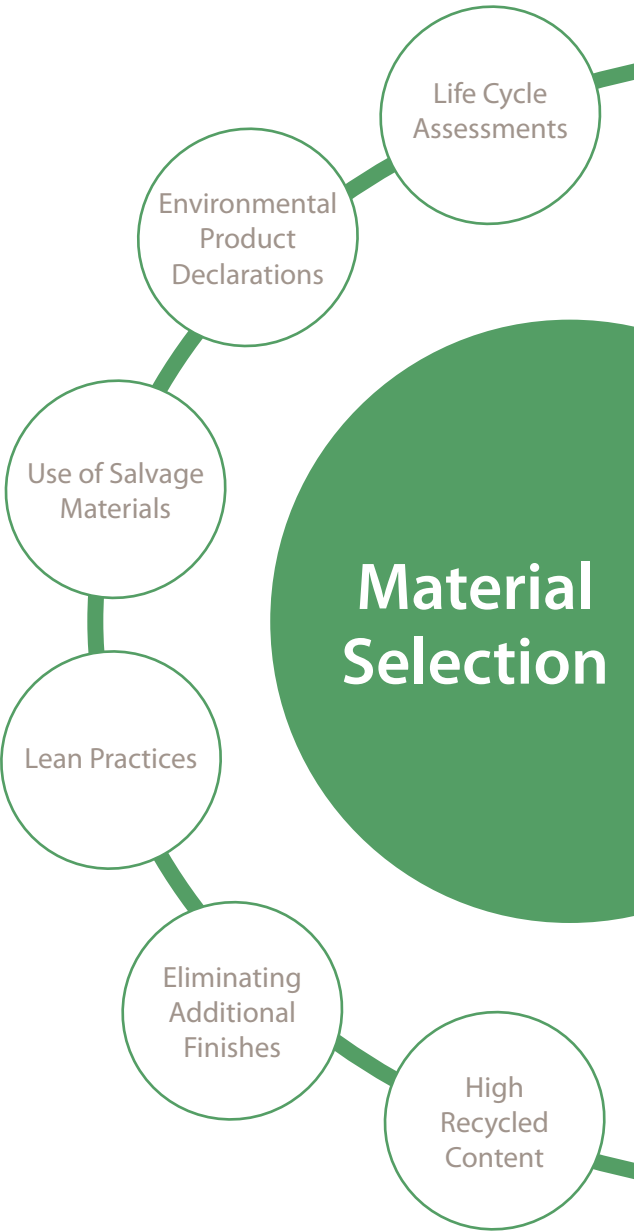 Life Cycle
Assessments
Environmental
Product
Declarations
Use of Salvage
Materials
Material
Selection
Lean Practices
Eliminating
Additional
Finishes
High
Recycled
Content